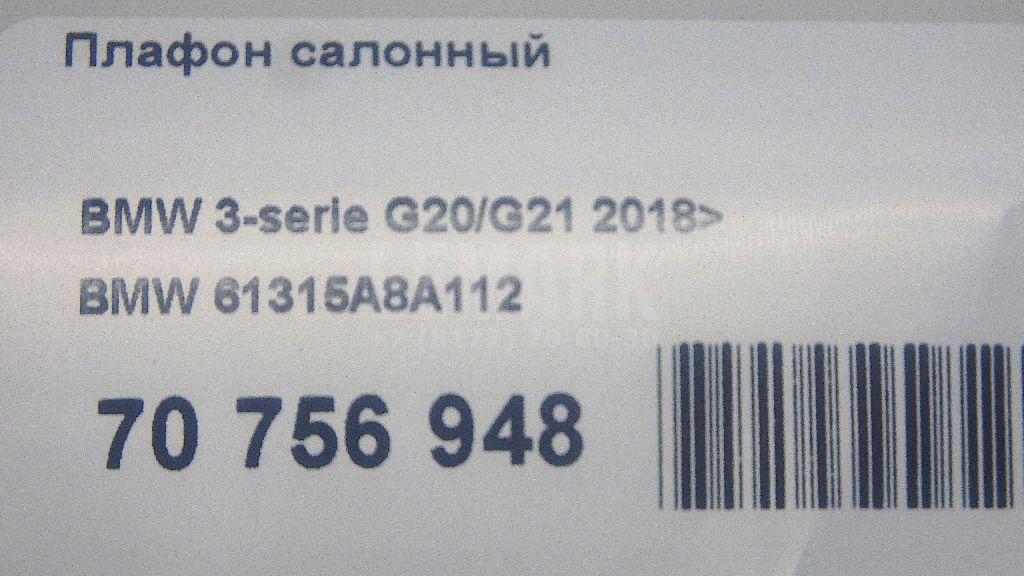 Плафон салонный
BMW 3-serie G20/G21 2018>
BMW 61315A8A112
70 756 948